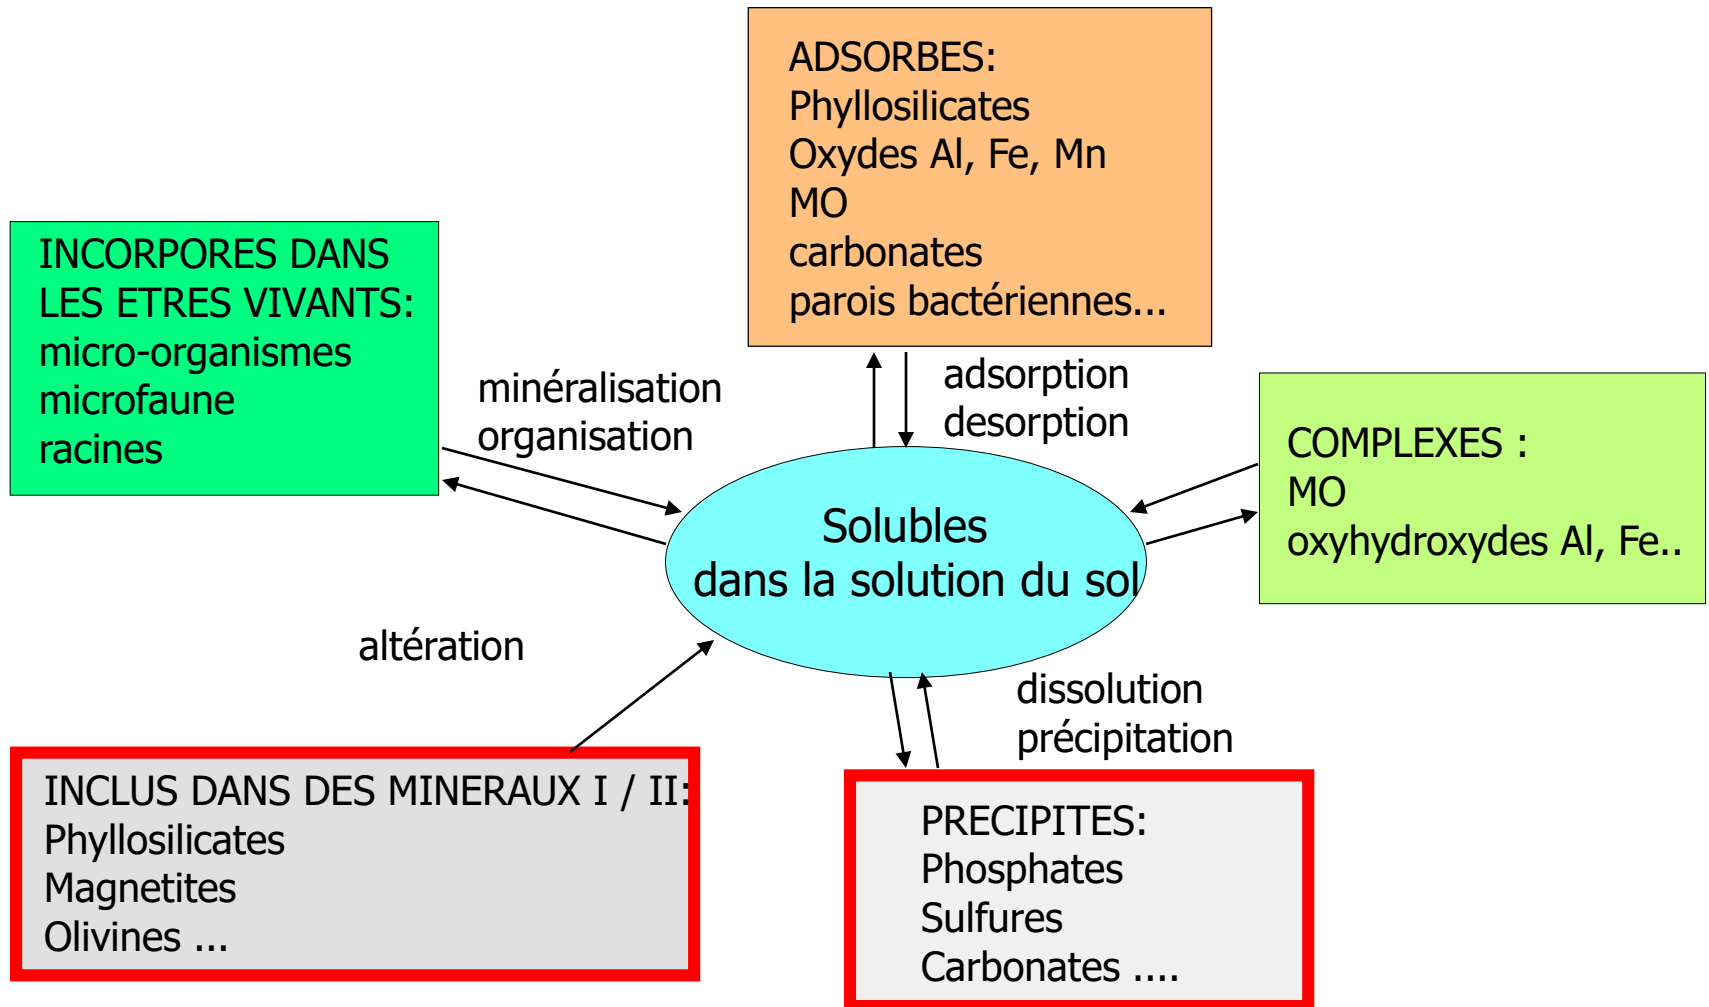 ADSORBES:
Phyllosilicates
Oxydes Al, Fe, Mn
MO
carbonates
parois bactériennes...
INCORPORES DANS
LES ETRES VIVANTS:
micro-organismes
microfaune
racines
minéralisation
organisation
adsorption
desorption
COMPLEXES :
MO
oxyhydroxydes Al, Fe..
Solubles
dans la solution du sol
altération
dissolution
précipitation
INCLUS DANS DES MINERAUX I / II:
Phyllosilicates
Magnetites
Olivines ...
PRECIPITES:
Phosphates
Sulfures
Carbonates ....